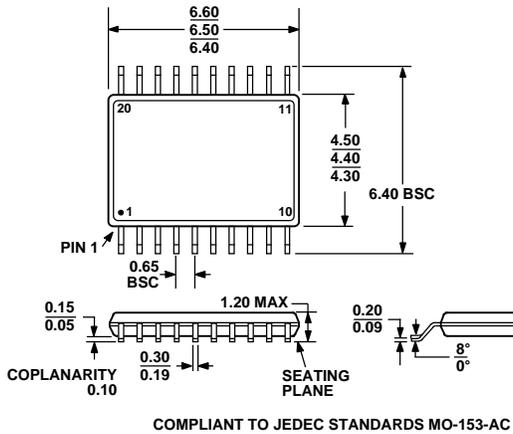 6.60
6.50
6.40
20
11
4.50
4.40
4.30
6.40 BSC
1
10
PIN 1
0.65
BSC
1.20 MAX
0.15
0.05
0.20
0.09
0.30
0.19
8°
0°
COPLANARITY
0.10
SEATING
PLANE
COMPLIANT TO JEDEC STANDARDS MO-153-AC